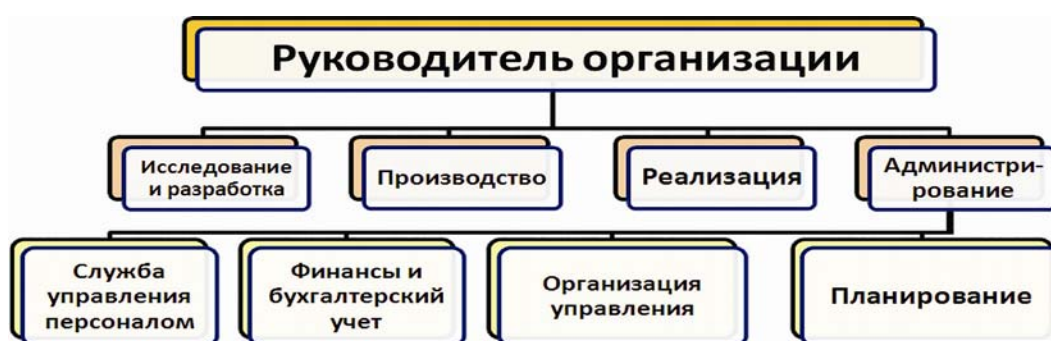 Руководитель организации
Исследование
и разработка
Производство
Реализация
Администри-
рование
Служба
управления
персоналом
Финансы и
бухгалтерский
учет
Организация
управления
Планирование